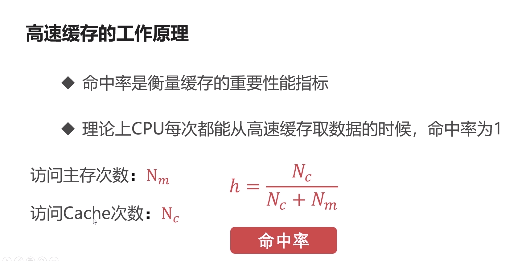 高速缓存的工作原理
◆ 命中率是衡量缓存的重要性能指标
◆ 理论上CPU每次都能从高速缓存取数据的时候，命中率为1
访问主存次数：N_m
访问Cache次数：N_c
h = N_c / (N_c + N_m)
命中率